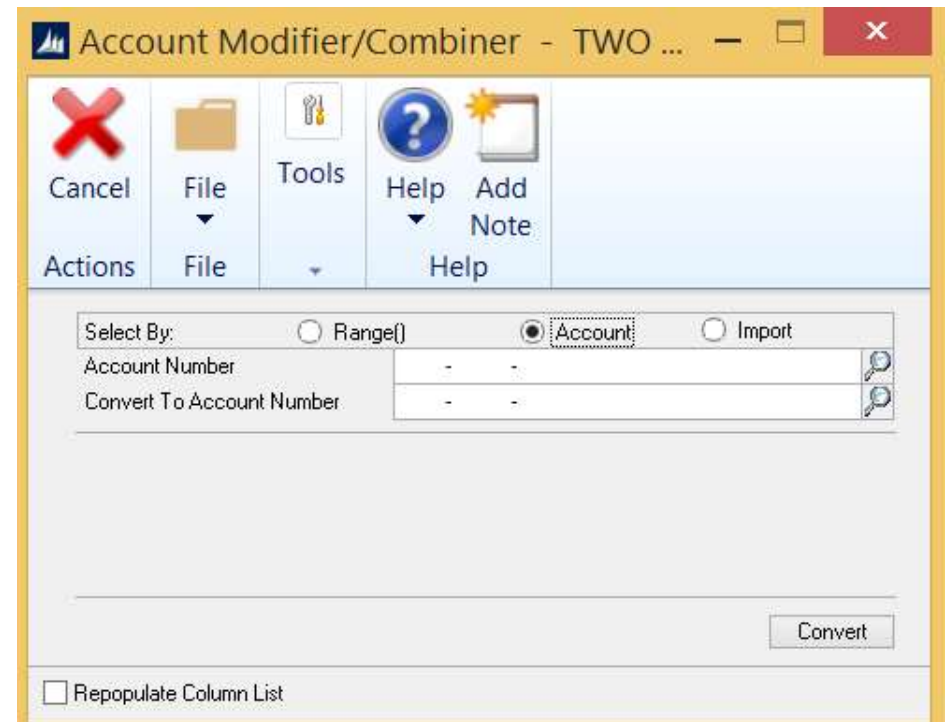 Account Modifier/Combiner - TWO ...
Cancel File Tools Help Add Note
Actions File Help
Select By: Range() Account Import
Account Number - -
Convert To Account Number - -
Convert
Repopulate Column List